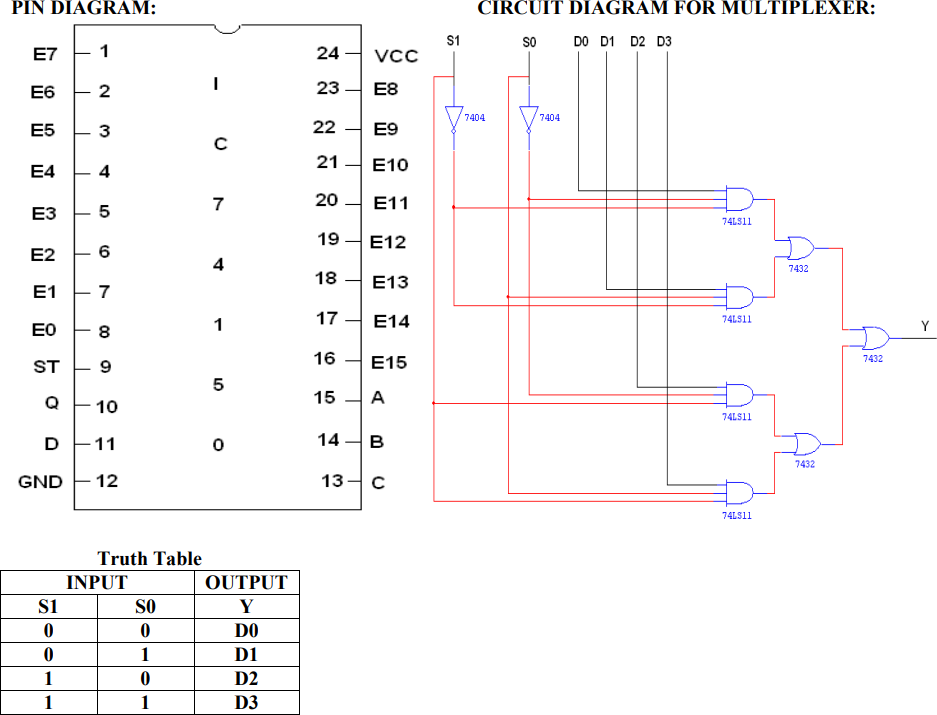 PIN DIAGRAM:
E7 1
E6 2
E5 3
E4 4
E3 5
E2 6
E1 7
E0 8
ST 9
Q 10
D 11
GND 12
I
C
7
4
1
5
0
24 VCC
23 E8
22 E9
21 E10
20 E11
19 E12
18 E13
17 E14
16 E15
15 A
14 B
13 C
CIRCUIT DIAGRAM FOR MULTIPLEXER:
S1 S0 D0 D1 D2 D3
7404 7404
74LS11
7432
74LS11
Y
7432
74LS11
7432
74LS11
Truth Table
INPUT OUTPUT
S1 S0 Y
0 0 D0
0 1 D1
1 0 D2
1 1 D3